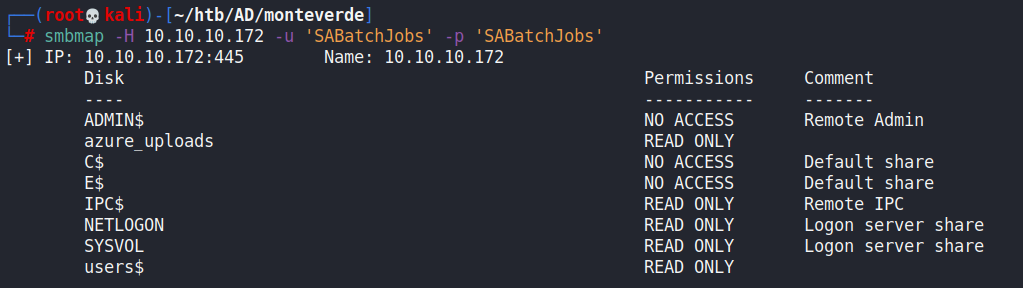 ┌──(root💀kali)-[~/htb/AD/monteverde]
└─# smbmap -H 10.10.10.172 -u 'SABatchJobs' -p 'SABatchJobs'
[+] IP: 10.10.10.172:445 Name: 10.10.10.172
Disk Permissions Comment
---- ----------- -------
ADMIN$ NO ACCESS Remote Admin
azure_uploads READ ONLY
C$ NO ACCESS Default share
E$ NO ACCESS Default share
IPC$ READ ONLY Remote IPC
NETLOGON READ ONLY Logon server share
SYSVOL READ ONLY Logon server share
users$ READ ONLY